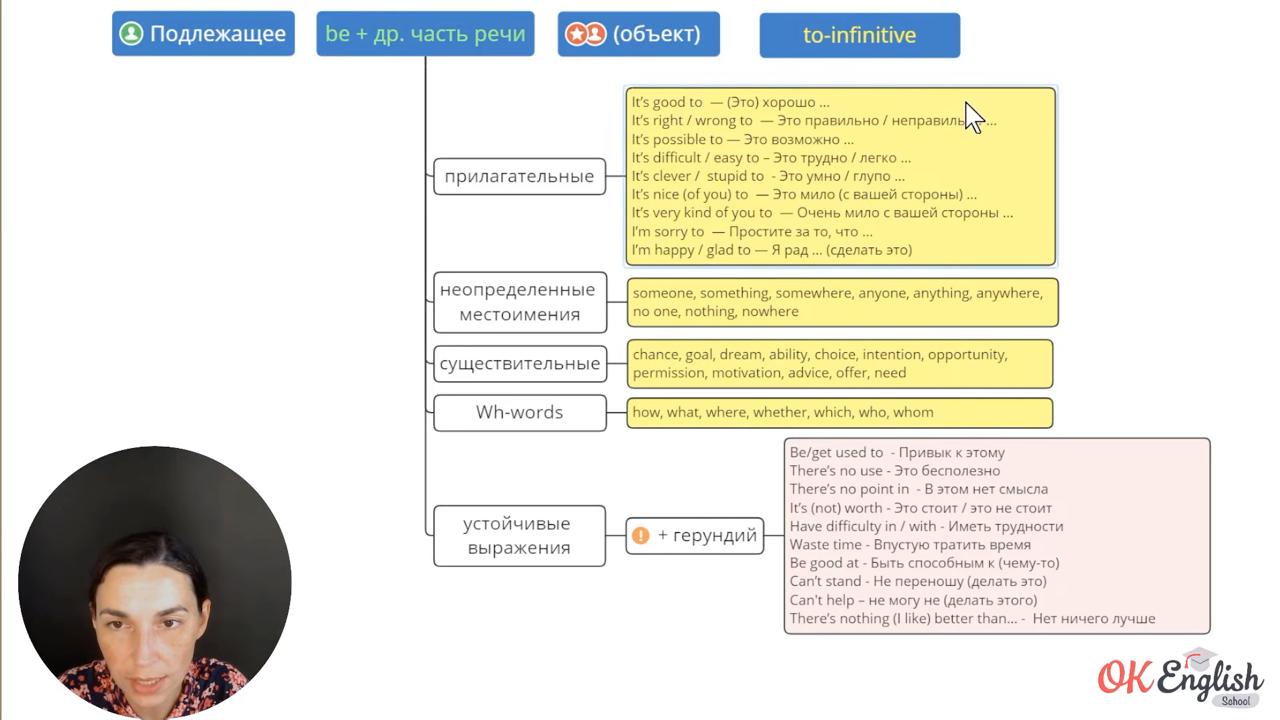 Подлежащее
be + др. часть речи
(объект)
to-infinitive
прилагательные
It’s good to — (Это) хорошо ...
It’s right / wrong to — Это правильно / ...
It’s possible to — Это возможно ...
It’s difficult / easy to – Это трудно / легко ...
It’s clever / stupid to - Это умно / глупо ...
It’s nice (of you) to — Это мило (с вашей стороны) ...
It’s very kind of you to — Очень мило с вашей стороны ...
I’m sorry to — Простите за то, что ...
I’m happy / glad to — Я рад ... (сделать это)
неопределенные
местоимения
someone, something, somewhere, anyone, anything, anywhere,
no one, nothing, nowhere
существительные
chance, goal, dream, ability, choice, intention, opportunity,
permission, motivation, advice, offer, need
Wh-words
how, what, where, whether, which, who, whom
устойчивые
выражения
! + герундий
Be/get used to - Привык к этому
There’s no use - Это бесполезно
There’s no point in - В этом нет смысла
It’s (not) worth - Это стоит / это не стоит
Have difficulty in / with - Иметь трудности
Waste time - Впустую тратить время
Be good at - Быть способным к (чему-то)
Can’t stand - Не переношу (делать это)
Can't help – не могу не (делать этого)
There’s nothing (I like) better than... - Нет ничего лучше
OK English
School